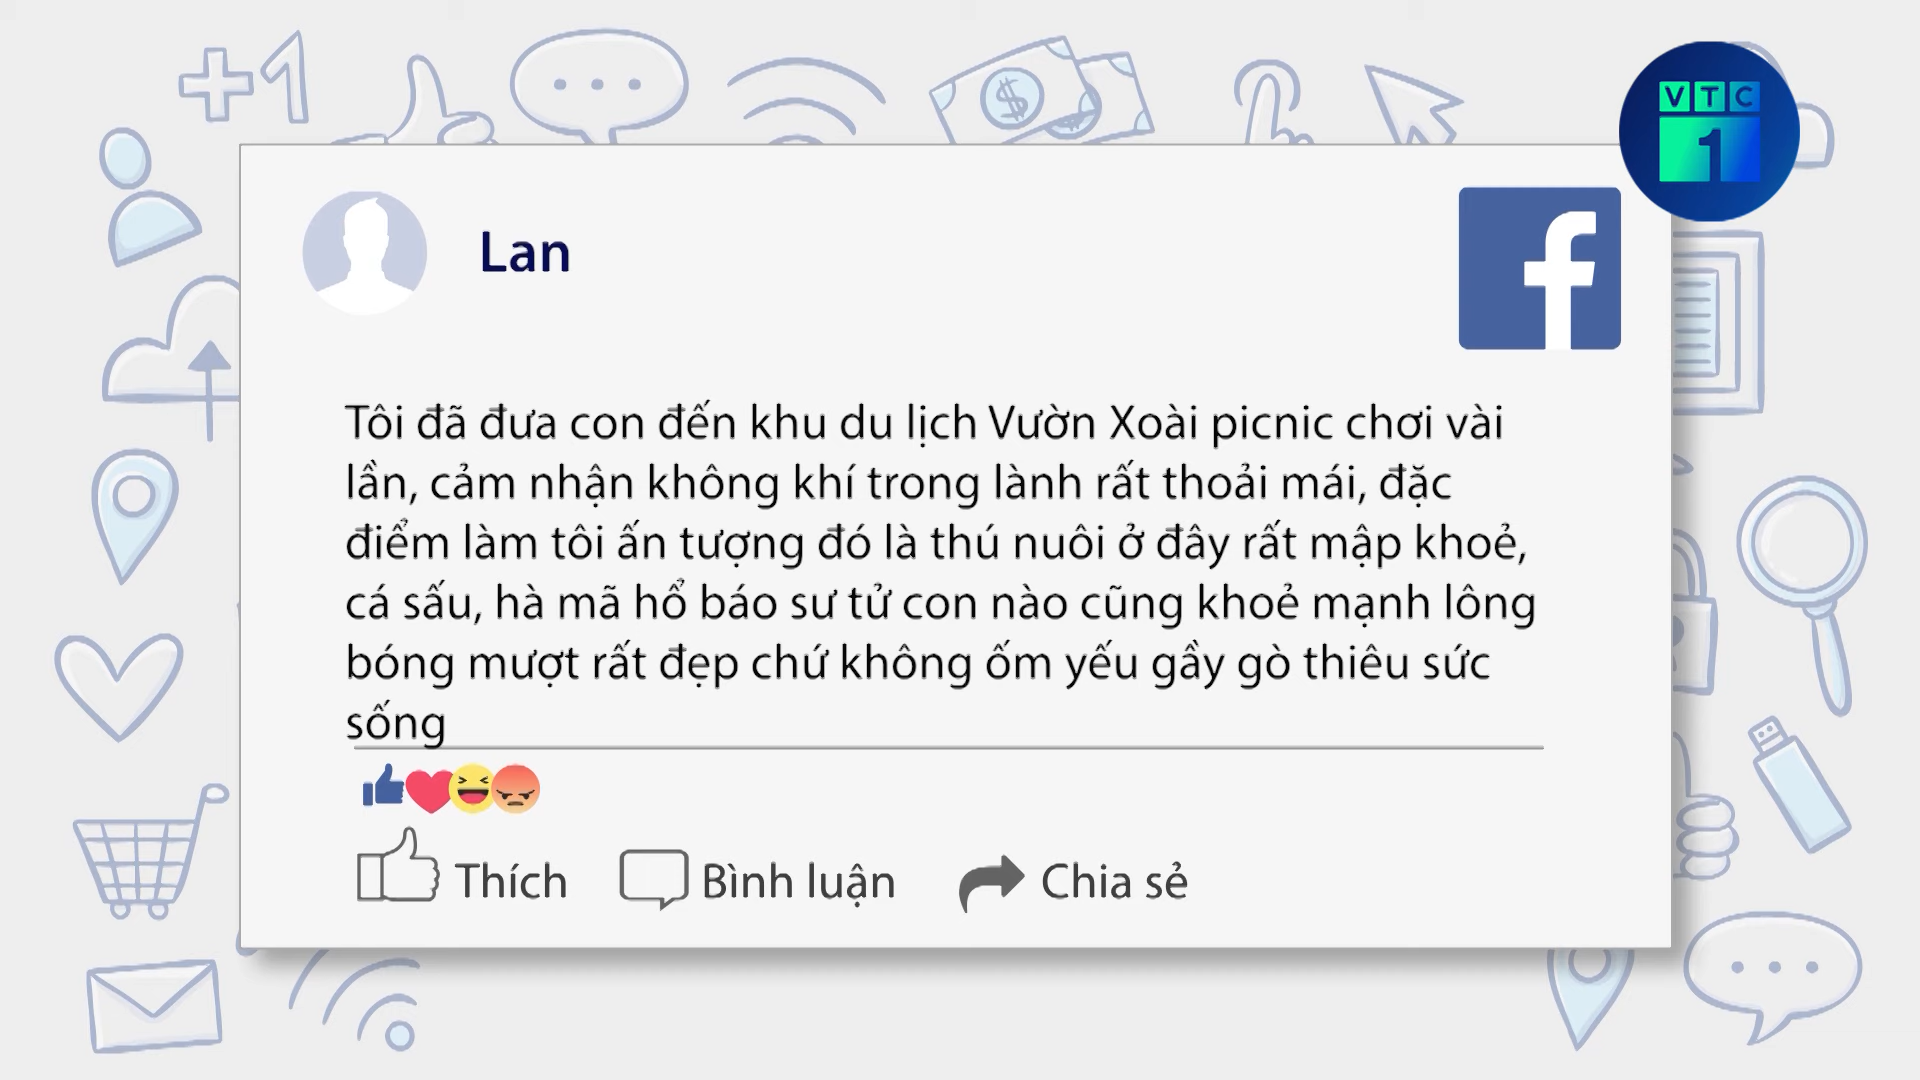 +1
VTC
1
Lan
f
Tôi đã đưa con đến khu du lịch Vườn Xoài picnic chơi vài
lần, cảm nhận không khí trong lành rất thoải mái, đặc
điểm làm tôi ấn tượng đó là thú nuôi ở đây rất mập khoẻ,
cá sấu, hà mã hổ báo sư tử con nào cũng khoẻ mạnh lông
bóng mượt rất đẹp chứ không ốm yếu gầy gò thiêu sức
sống
Thích Bình luận Chia sẻ